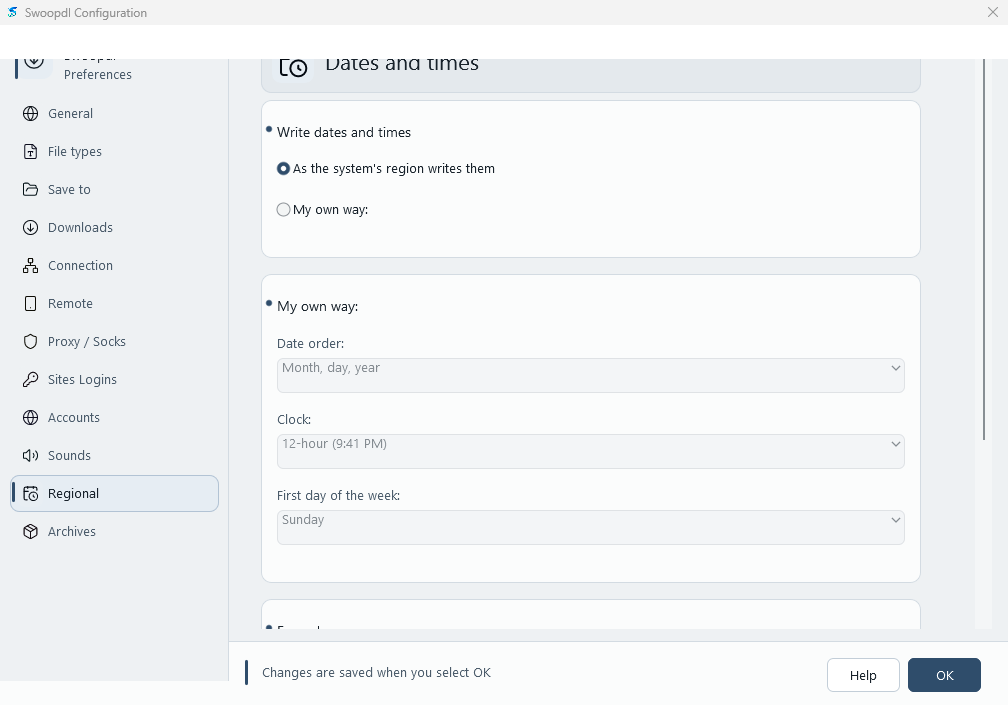 Swoopdl Configuration
Preferences
General
File types
Save to
Downloads
Connection
Remote
Proxy / Socks
Sites Logins
Accounts
Sounds
Regional
Archives
Dates and times
Write dates and times
As the system's region writes them
My own way:
My own way:
Date order:
Month, day, year
Clock:
12-hour (9:41 PM)
First day of the week:
Sunday
Changes are saved when you select OK
Help
OK